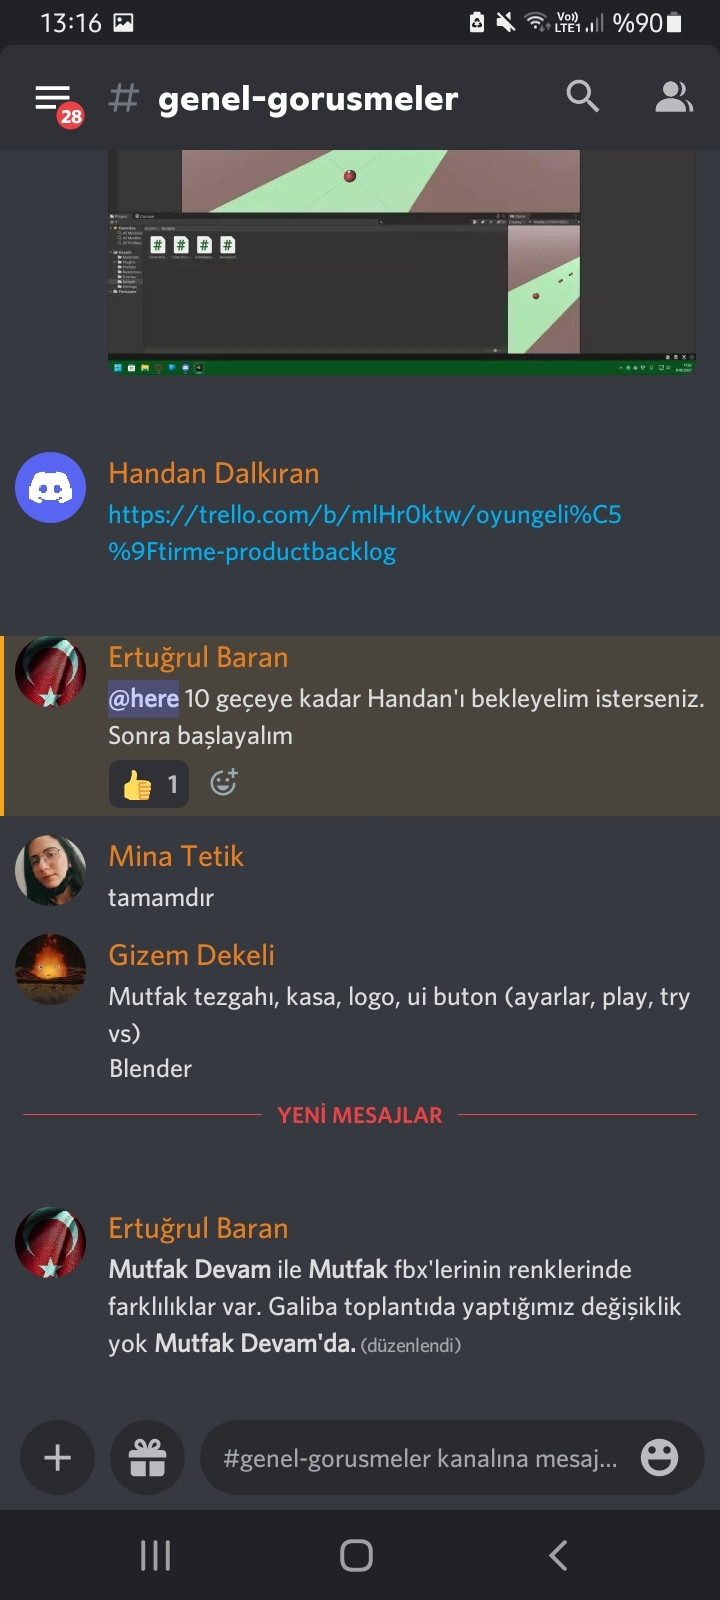 13:16
Vo)) LTE1 %90
28
# genel-gorusmeler
Handan Dalkıran
https://trello.com/b/mlHr0ktw/oyungeli%C5
%9Ftirme-productbacklog
Ertuğrul Baran
@here 10 geçeye kadar Handan'ı bekleyelim isterseniz.
Sonra başlayalım
1
Mina Tetik
tamamdır
Gizem Dekeli
Mutfak tezgahı, kasa, logo, ui buton (ayarlar, play, try
vs)
Blender
YENİ MESAJLAR
Ertuğrul Baran
Mutfak Devam ile Mutfak fbx'lerinin renklerinde
farklılıklar var. Galiba toplantıda yaptığımız değişiklik
yok Mutfak Devam'da. (düzenlendi)
#genel-gorusmeler kanalına mesaj...